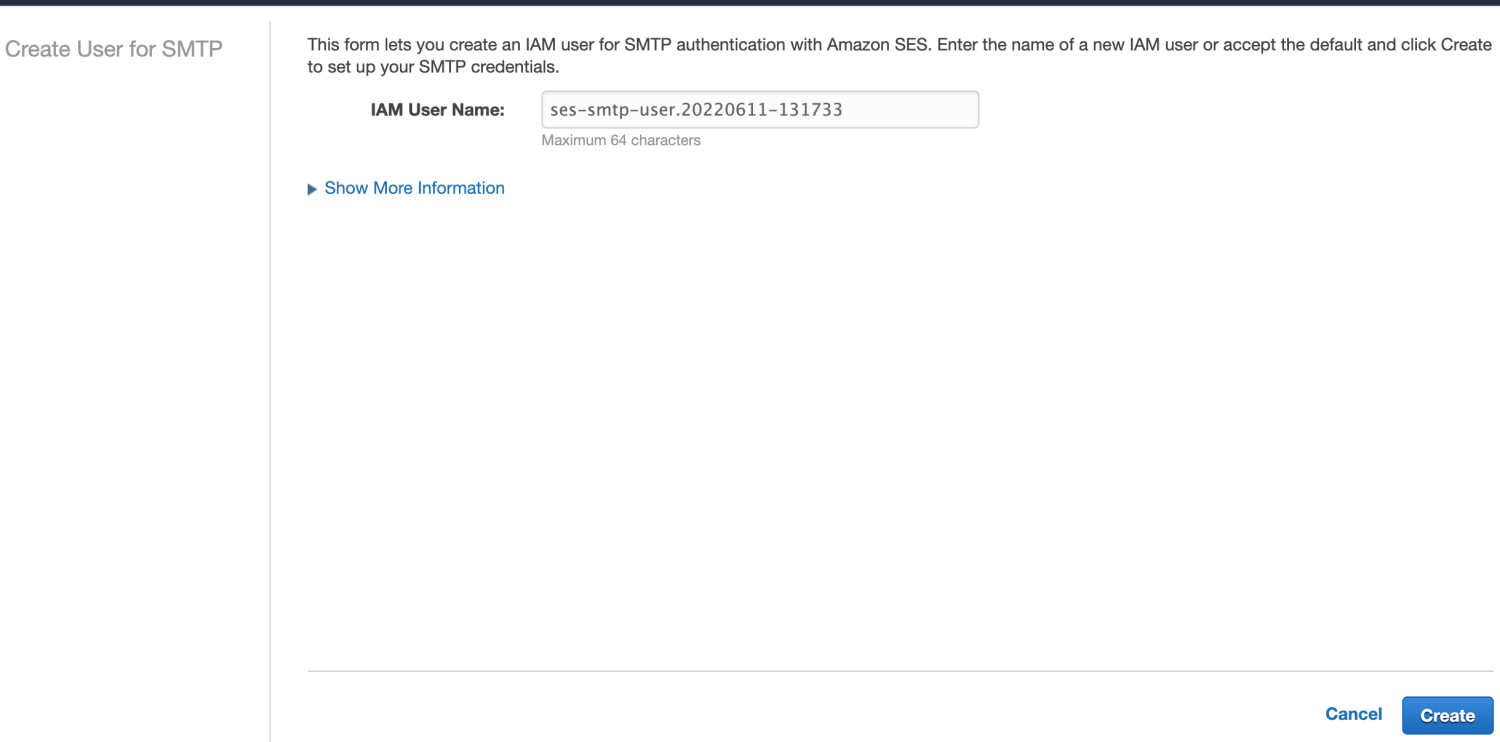 Create User for SMTP
This form lets you create an IAM user for SMTP authentication with Amazon SES. Enter the name of a new IAM user or accept the default and click Create
to set up your SMTP credentials.
IAM User Name:
ses-smtp-user.20220611-131733
Maximum 64 characters
Show More Information
Cancel
Create